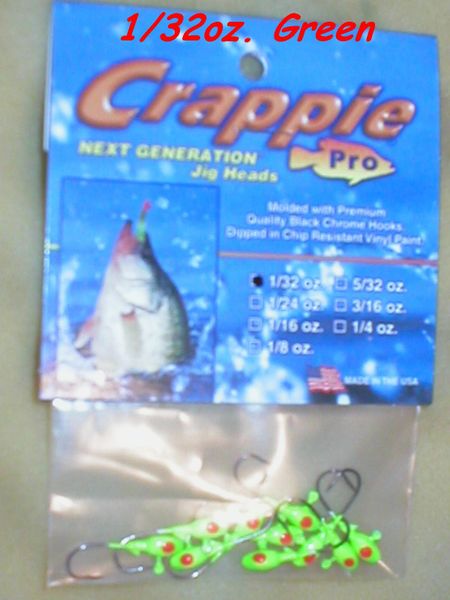 1/32oz. Green
Crappie
Pro
NEXT GENERATION
Jig Heads
Molded with Premium
Quality Black Chrome Hooks.
Dipped in Chip Resistant Vinyl Paint
1/32 oz.
5/32 oz.
1/24 oz.
3/16 oz.
1/16 oz.
1/4 oz.
1/8 oz.
MADE IN THE USA